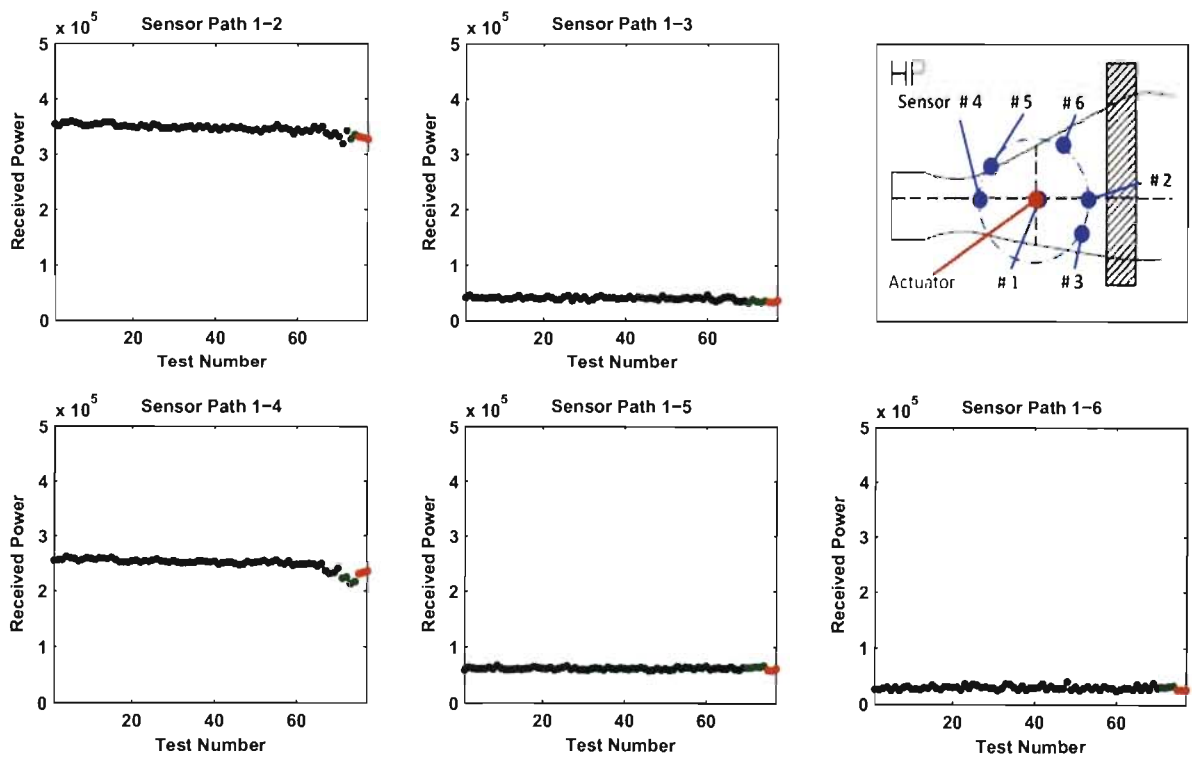 x 10^5 Sensor Path 1−2
5
4
3
2
1
0
20 40 60
Received Power
Test Number
x 10^5 Sensor Path 1−3
5
4
3
2
1
0
20 40 60
Received Power
Test Number
HP
Sensor #4 #5 #6
#2
Actuator #1 #3
x 10^5 Sensor Path 1−4
5
4
3
2
1
0
20 40 60
Received Power
Test Number
x 10^5 Sensor Path 1−5
5
4
3
2
1
0
20 40 60
Received Power
Test Number
x 10^5 Sensor Path 1−6
5
4
3
2
1
0
20 40 60
Received Power
Test Number